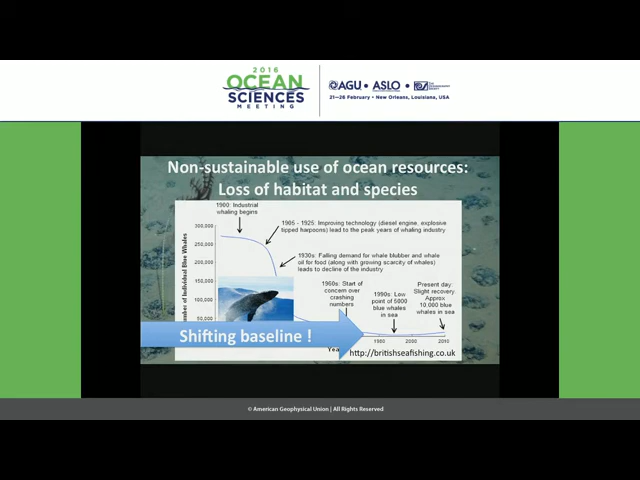 2016
OCEAN
SCIENCES
MEETING
AGU • ASLO •
21–26 February • New Orleans, Louisiana, USA
Non-sustainable use of ocean resources:
Loss of habitat and species
1900: Industrial
whaling begins
1905 - 1925: Improving technology (diesel engine, explosive
tipped harpoons) lead to the peak years of whaling industry
1930s: Falling demand for whale blubber and whale
oil for food (along with growing scarcity of whales)
leads to decline of the industry
1960s: Start of
concern over
crashing
numbers
1990s: Low
point of 5000
blue whales
in sea
Present day:
Slight recovery.
Approx
10,000 blue
whales in sea
300,000
250,000
200,000
150,000
100,000
50
mber of Individual Blue Whales
Shifting baseline !
1980
2000
2010
Yea
http://britishseafishing.co.uk
© American Geophysical Union | All Rights Reserved